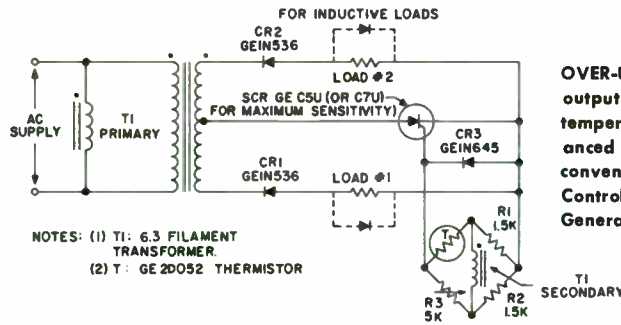 FOR INDUCTIVE LOADS
CR2
GEIN536
LOAD #2
SCR GE C5U (OR C7U)
FOR MAXIMUM SENSITIVITY)
AC
SUPPLY
T1
PRIMARY
CR3
GEIN645
CR1
GEIN536
LOAD #1
NOTES: (1) T1: 6.3 FILAMENT
TRANSFORMER.
(2) T: GE 2D052 THERMISTOR
T
R1
1.5K
R3
5K
R2
1.5K
T1
SECONDARY
output
temper
anced
conven
Control
Genera